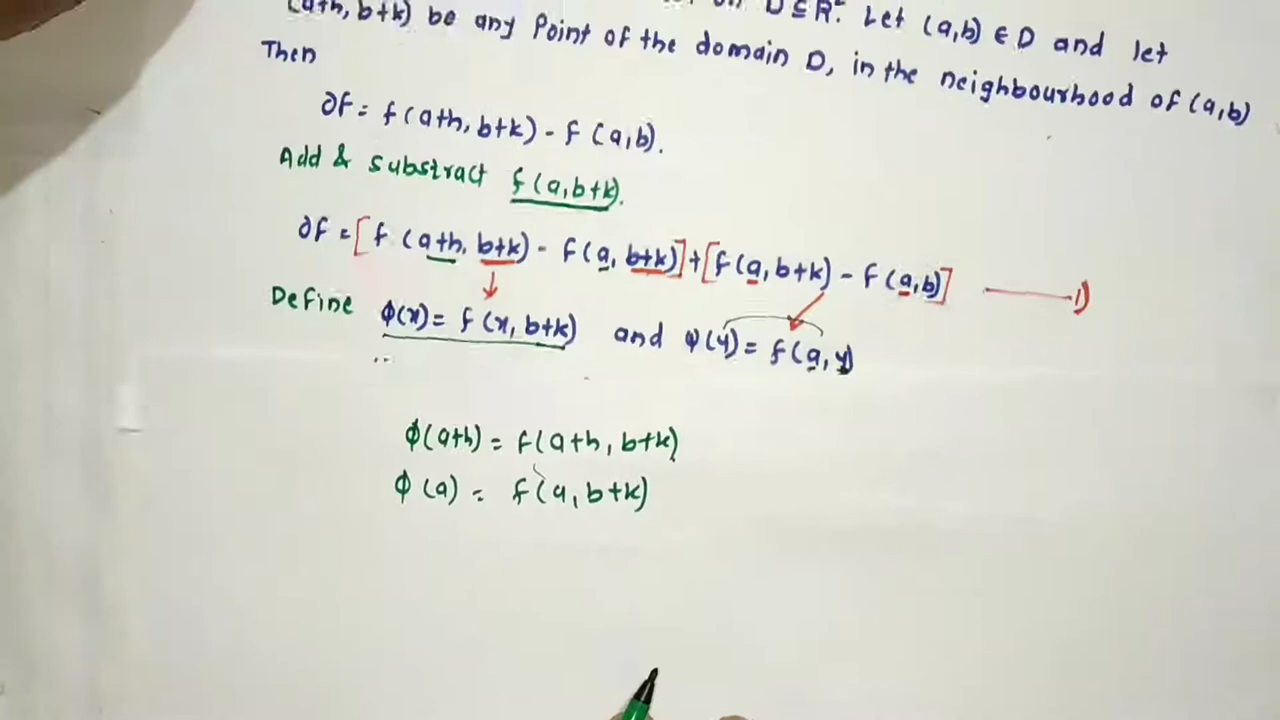 D ⊆ R². Let (a,b) ∈ D and let
(a+h, b+k) be any Point of the domain D, in the neighbourhood of (a,b)
Then
∂f = f(a+h, b+k) - f(a,b).
Add & substract f(a,b+k).
∂f = [f(a+h, b+k) - f(a, b+k)] + [f(a,b+k) - f(a,b)] ——— 1)
Define ϕ(x) = f(x, b+k) and ψ(y) = f(a, y)
ϕ(a+h) = f(a+h, b+k)
ϕ(a) = f(a, b+k)